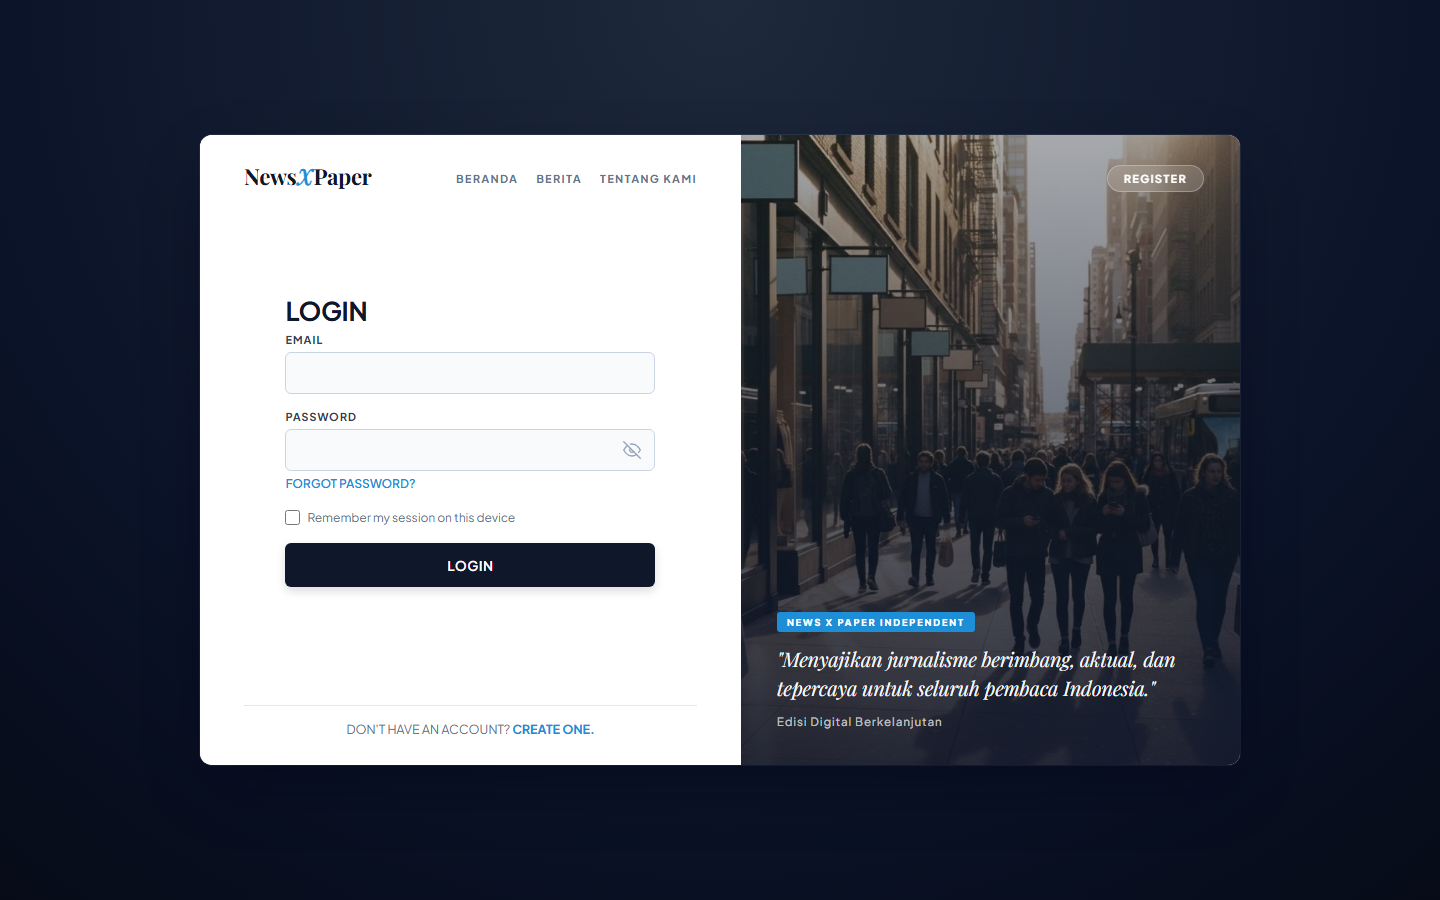 NewsXPaper
BERANDA BERITA TENTANG KAMI
REGISTER
LOGIN
EMAIL
PASSWORD
FORGOT PASSWORD?
Remember my session on this device
LOGIN
DON'T HAVE AN ACCOUNT? CREATE ONE.
NEWS X PAPER INDEPENDENT
"Menyajikan jurnalisme berimbang, aktual, dan
tepercaya untuk seluruh pembaca Indonesia."
Edisi Digital Berkelanjutan